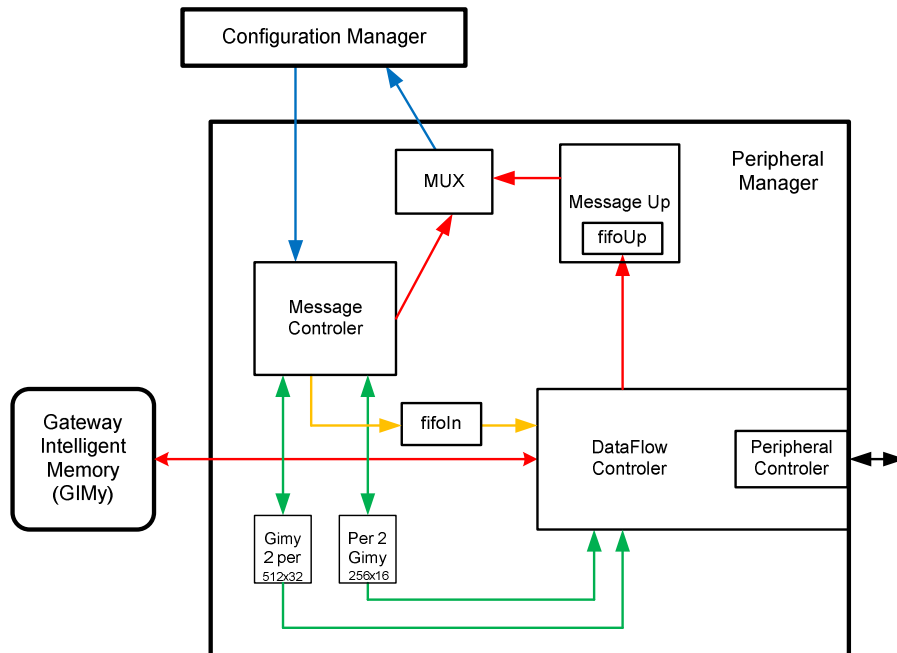 Configuration Manager
Peripheral
Manager
MUX
Message Up
fifoUp
Message
Controler
Gateway
Intelligent
Memory
(GIMy)
fifoIn
DataFlow
Controler
Peripheral
Controler
Gimy
2 per
512x32
Per 2
Gimy
256x16